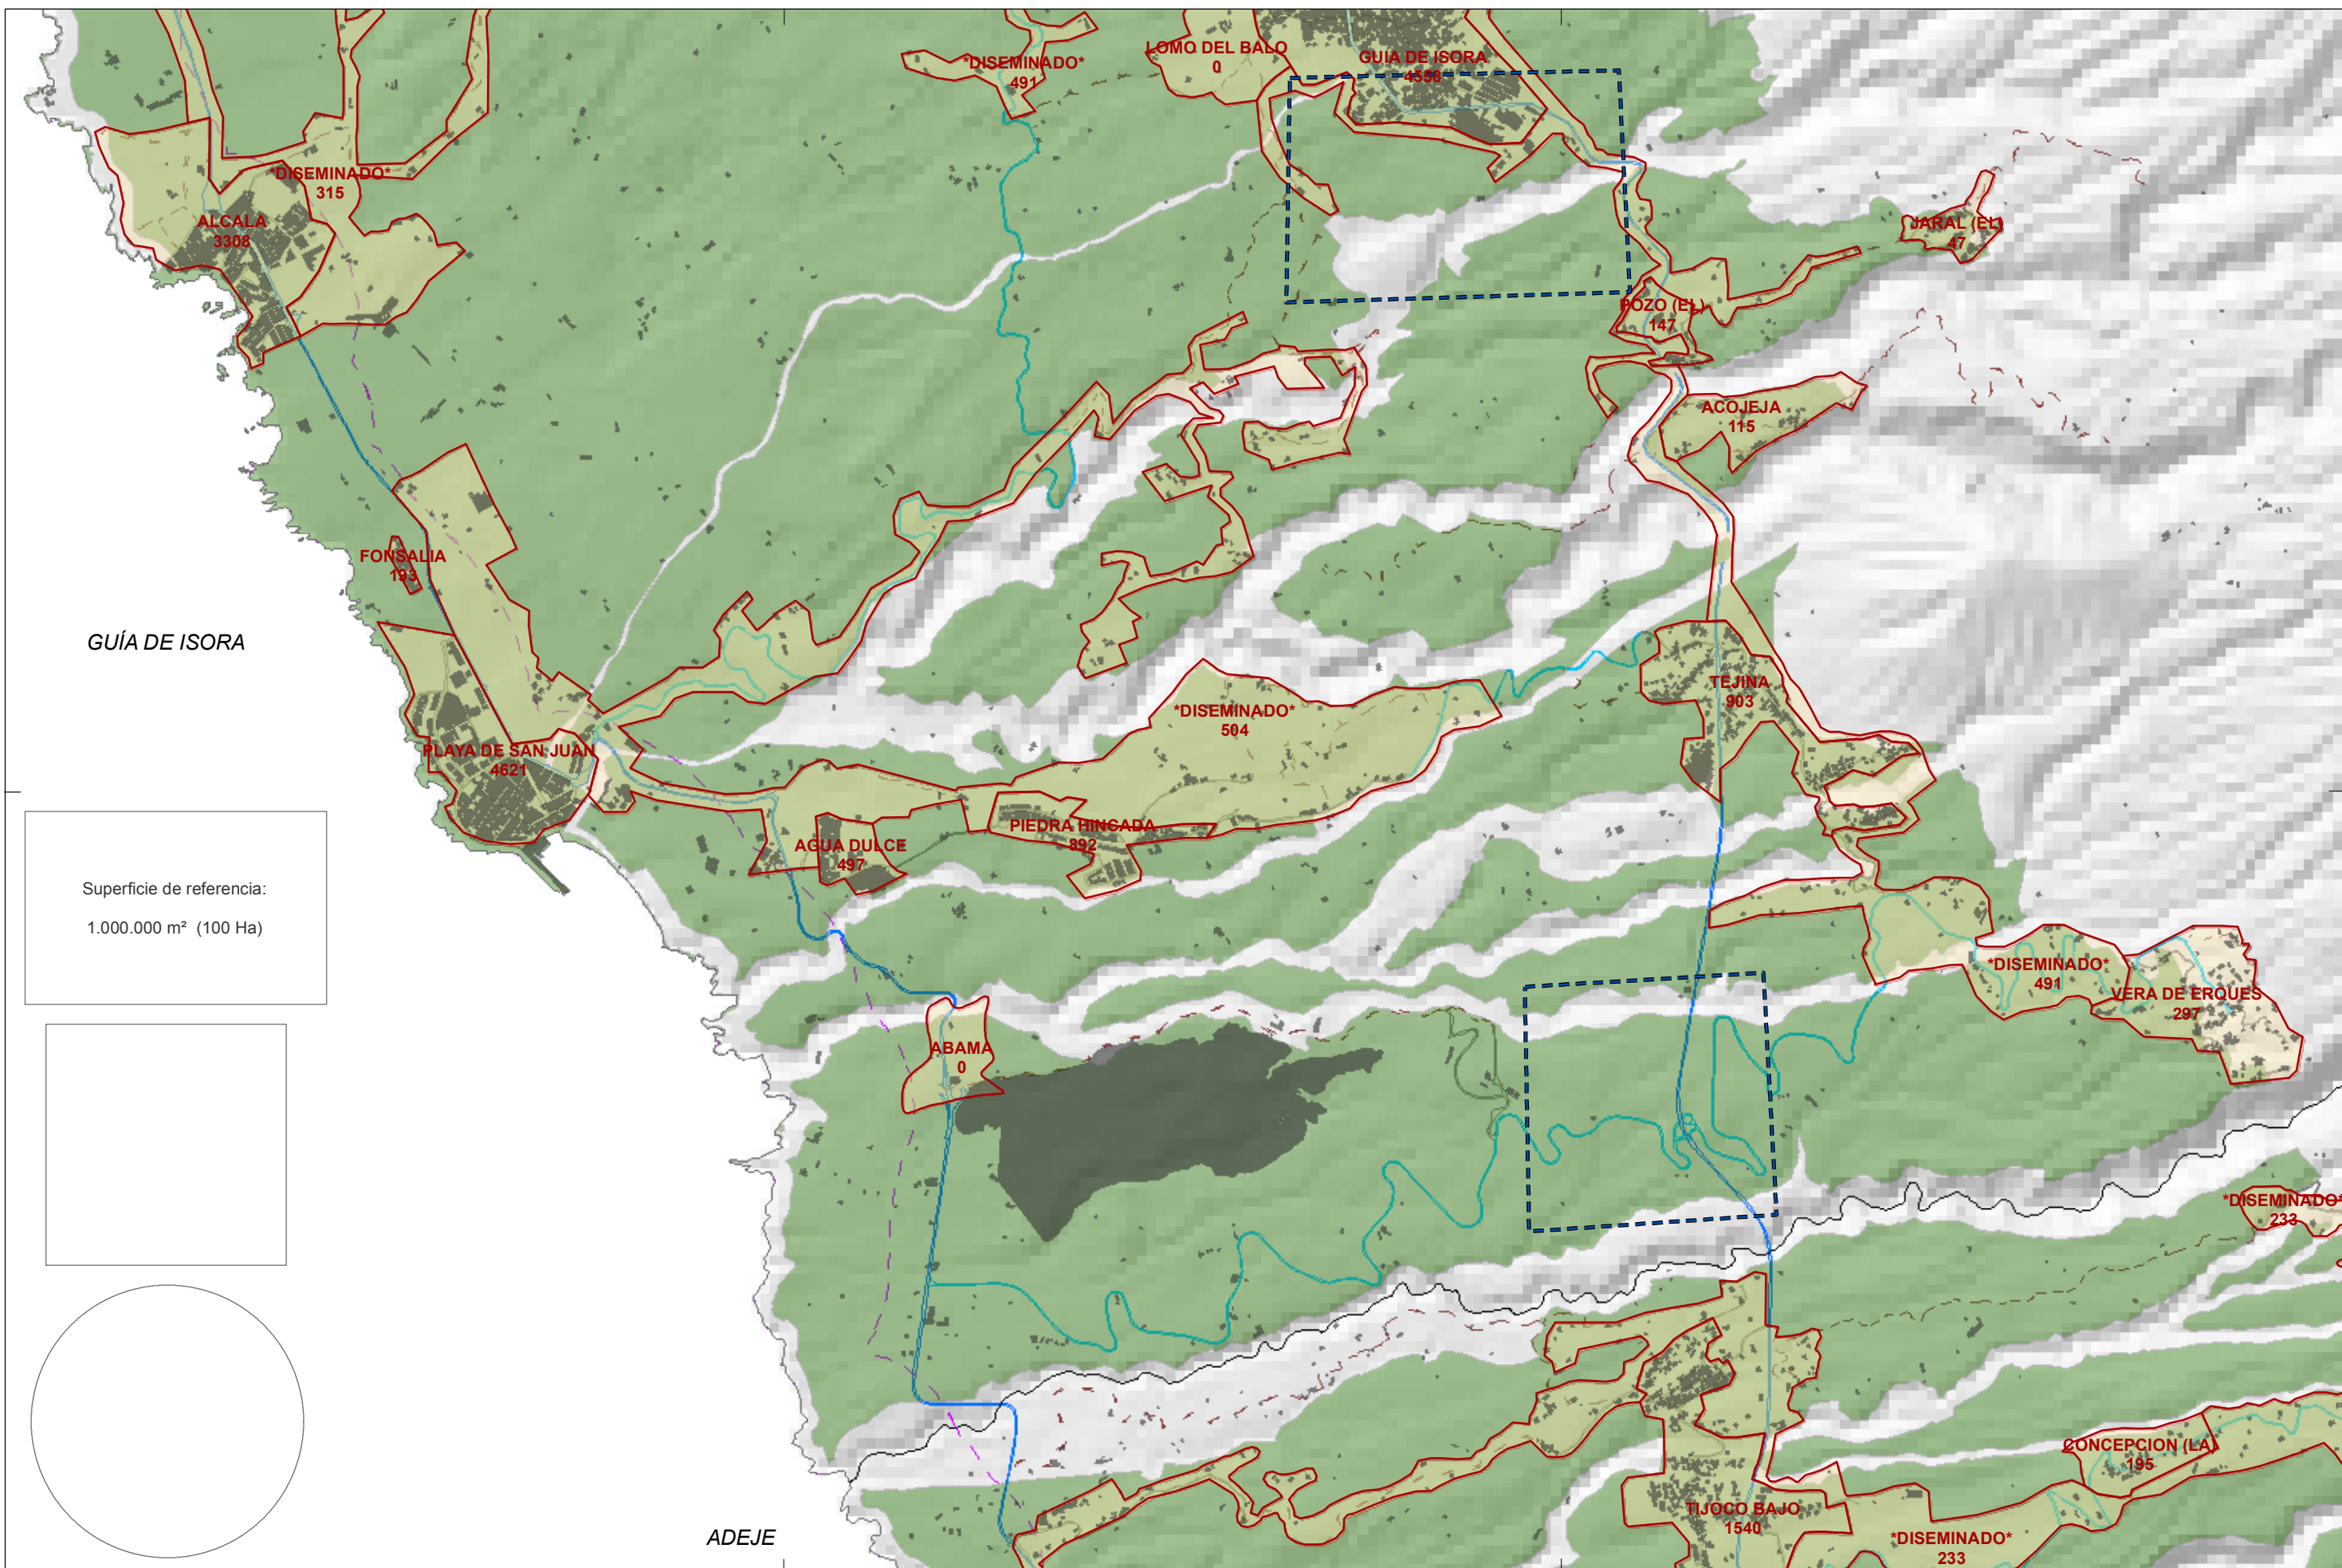 *DISEMINADO*
491
LOMO DEL BALO
0
GUIA DE ISORA
4558
*DISEMINADO*
315
ALCALA
3308
JARAL (EL)
47
POZO (EL)
147
ACOJEJA
115
FONSALIA
193
GUÍA DE ISORA
TEJINA
903
*DISEMINADO*
504
PLAYA DE SAN JUAN
4621
PIEDRA HINCADA
892
AGUA DULCE
497
Superficie de referencia:
1.000.000 m² (100 Ha)
*DISEMINADO*
491
VERA DE ERQUES
297
ABAMA
0
*DISEMINADO*
233
CONCEPCION (LA)
195
TIJOCO BAJO
1540
ADEJE
*DISEMINADO*
233